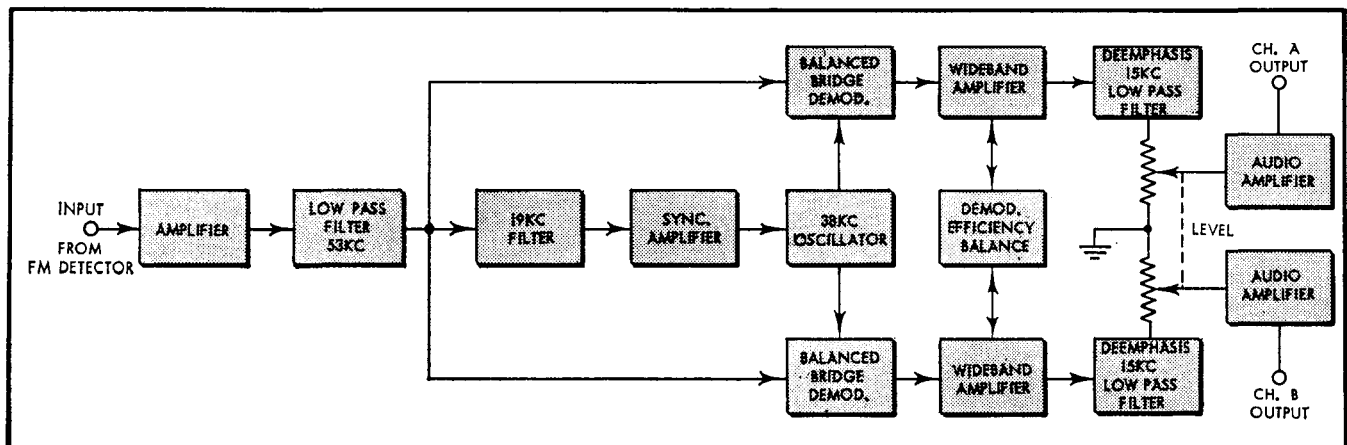 INPUT
FROM
FM DETECTOR
AMPLIFIER
LOW PASS
FILTER
53KC
19KC
FILTER
SYNC.
AMPLIFIER
38KC
OSCILLATOR
BALANCED
BRIDGE
DEMOD.
WIDEBAND
AMPLIFIER
DEEMPHASIS
15KC
LOW PASS
FILTER
CH. A
OUTPUT
AUDIO
AMPLIFIER
DEMOD.
EFFICIENCY
BALANCE
LEVEL
AUDIO
AMPLIFIER
BALANCED
BRIDGE
DEMOD.
WIDEBAND
AMPLIFIER
DEEMPHASIS
15KC
LOW PASS
FILTER
CH. B
OUTPUT